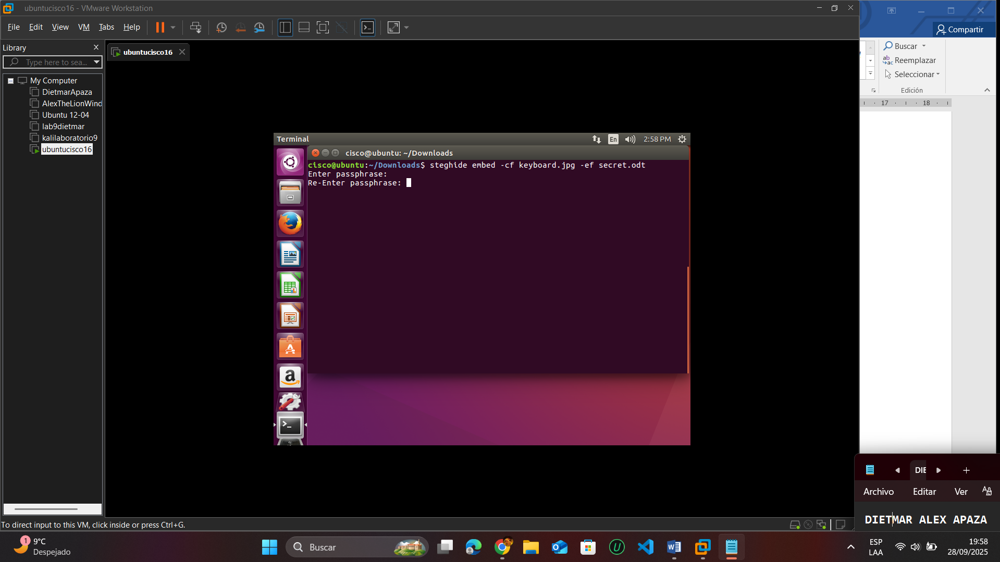 ubuntucisco16 - VMware Workstation
File Edit View VM Tabs Help
Library
Type here to sea...
My Computer
DietmarApaza
AlexTheLionWind
Ubuntu 12-04
lab9dietmar
kalilaboratorio9
ubuntucisco16
ubuntucisco16
Terminal
En
2:58 PM
cisco@ubuntu: ~/Downloads
cisco@ubuntu:~/Downloads$ steghide embed -cf keyboard.jpg -ef secret.odt
Enter passphrase:
Re-Enter passphrase:
To direct input to this VM, click inside or press Ctrl+G.
Compartir
Buscar
Reemplazar
Seleccionar
Edición
17 18
DIE
Archivo Editar Ver
DIETMAR ALEX APAZA
1
9°C
Despejado
Buscar
ESP
LAA
19:58
28/09/2025